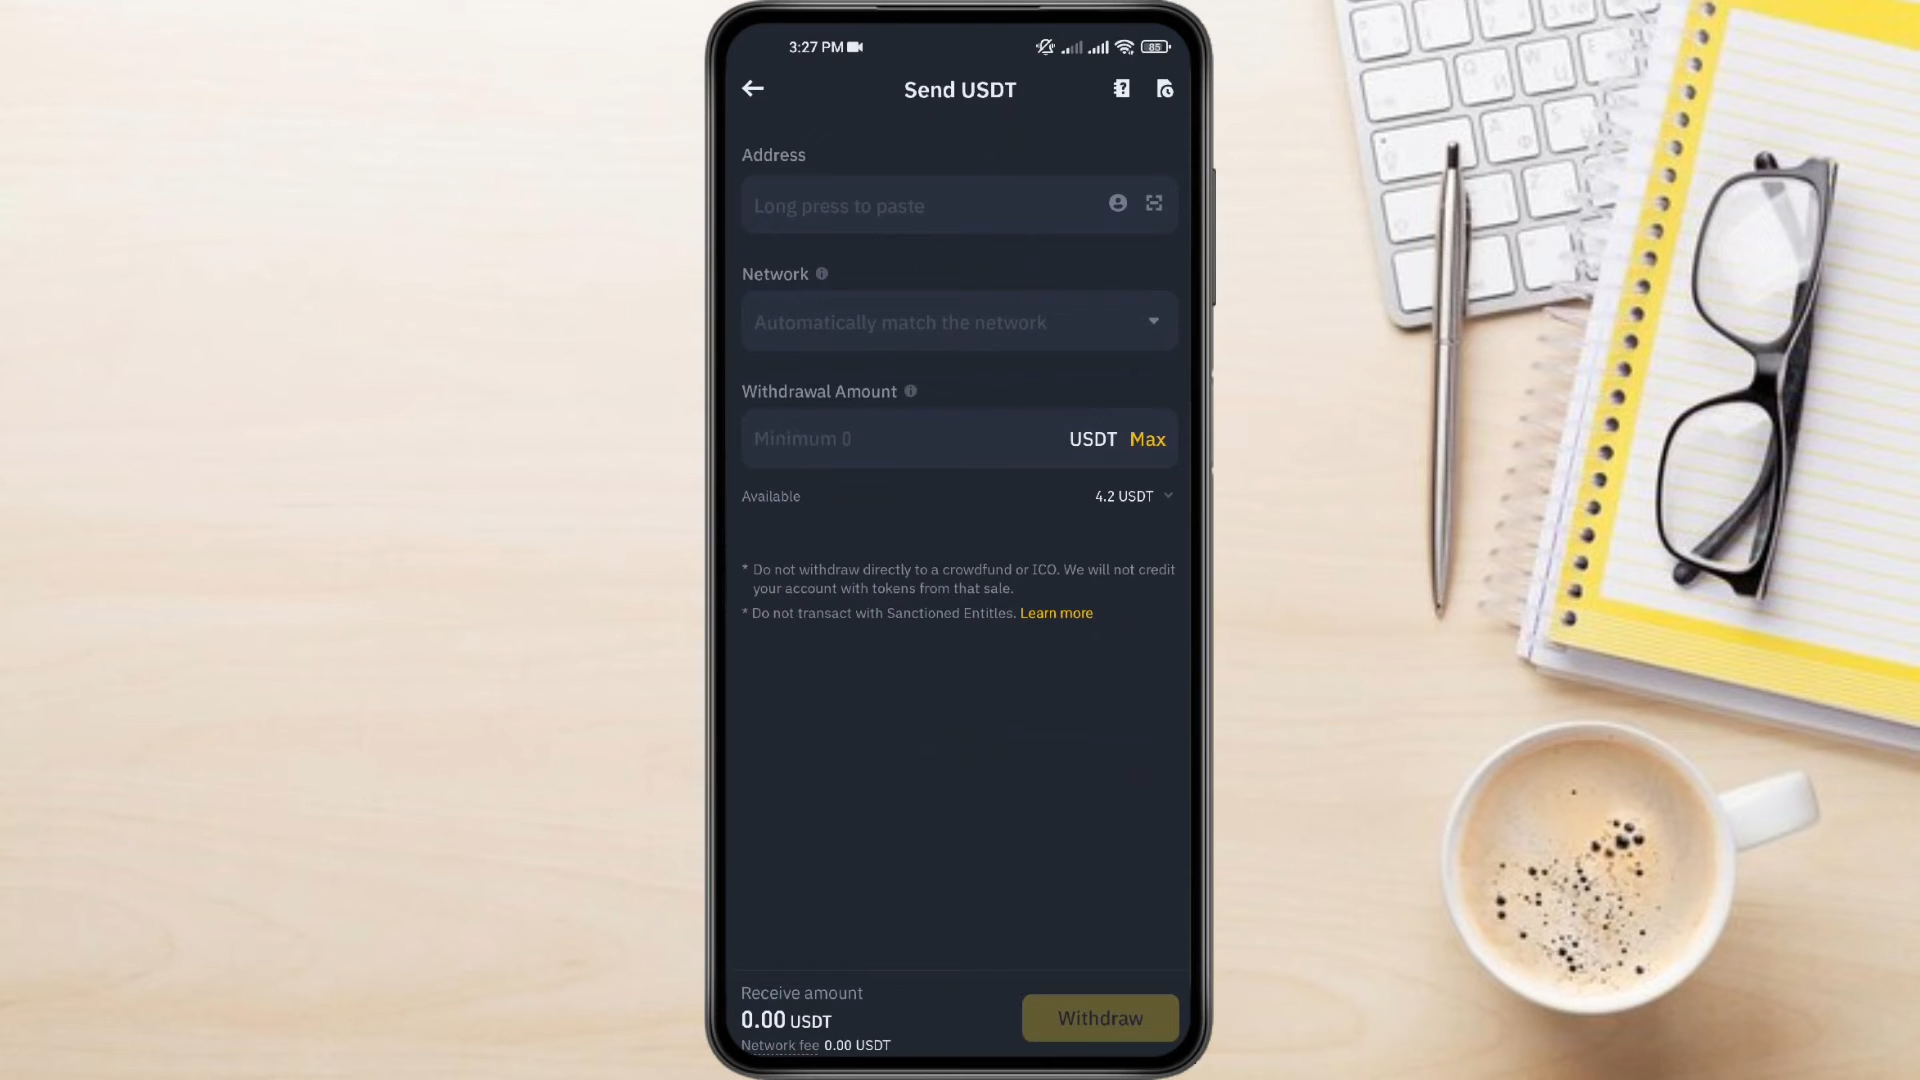 3:27 PM
85
Send USDT
Address
Long press to paste
Network
Automatically match the network
Withdrawal Amount
Minimum 0 USDT Max
Available 4.2 USDT
* Do not withdraw directly to a crowdfund or ICO. We will not credit
your account with tokens from that sale.
* Do not transact with Sanctioned Entitles. Learn more
Receive amount
0.00 USDT
Network fee 0.00 USDT
Withdraw